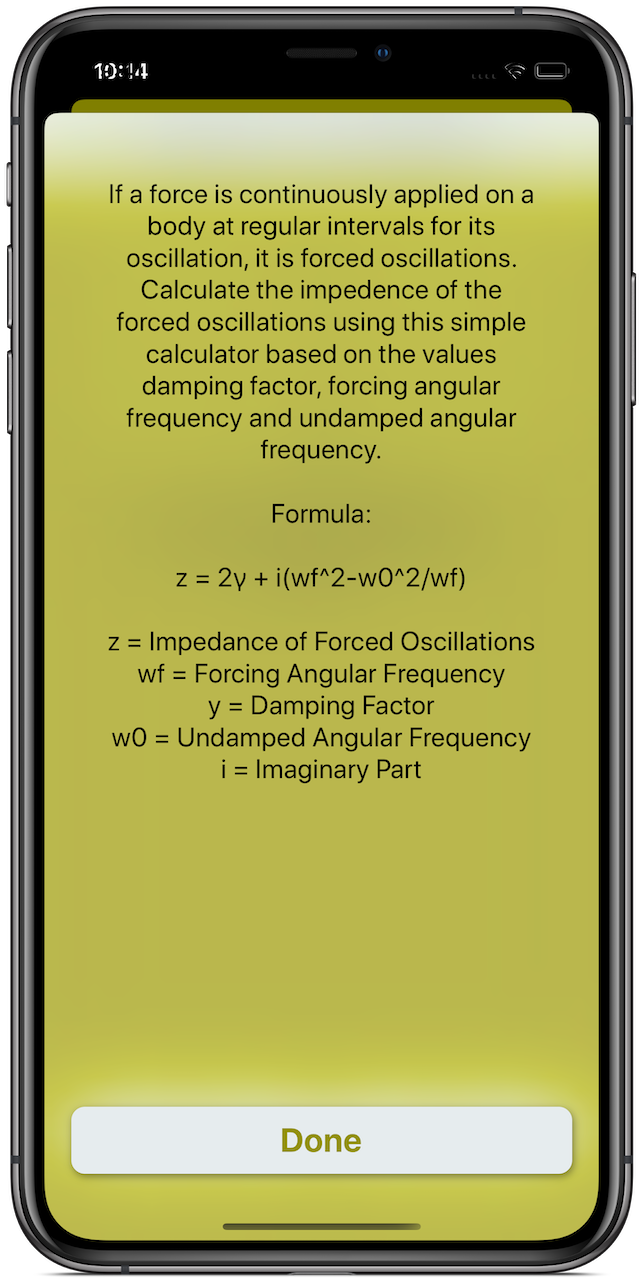 10:14
If a force is continuously applied on a
body at regular intervals for its
oscillation, it is forced oscillations.
Calculate the impedence of the
forced oscillations using this simple
calculator based on the values
damping factor, forcing angular
frequency and undamped angular
frequency.
Formula:
z = 2γ + i(wf^2-w0^2/wf)
z = Impedance of Forced Oscillations
wf = Forcing Angular Frequency
y = Damping Factor
w0 = Undamped Angular Frequency
i = Imaginary Part
Done